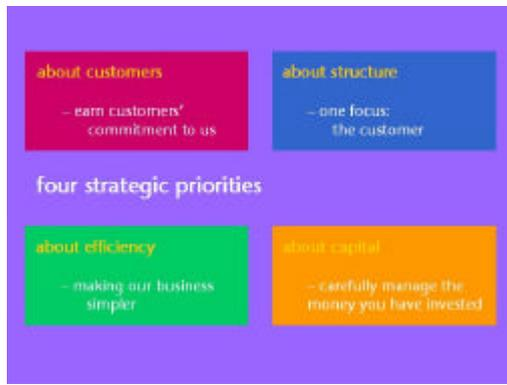 about customers
– earn customers'
commitment to us
about structure
– one focus:
the customer
four strategic priorities
about efficiency
– making our business
simpler
about capital
– carefully manage the
money you have invested